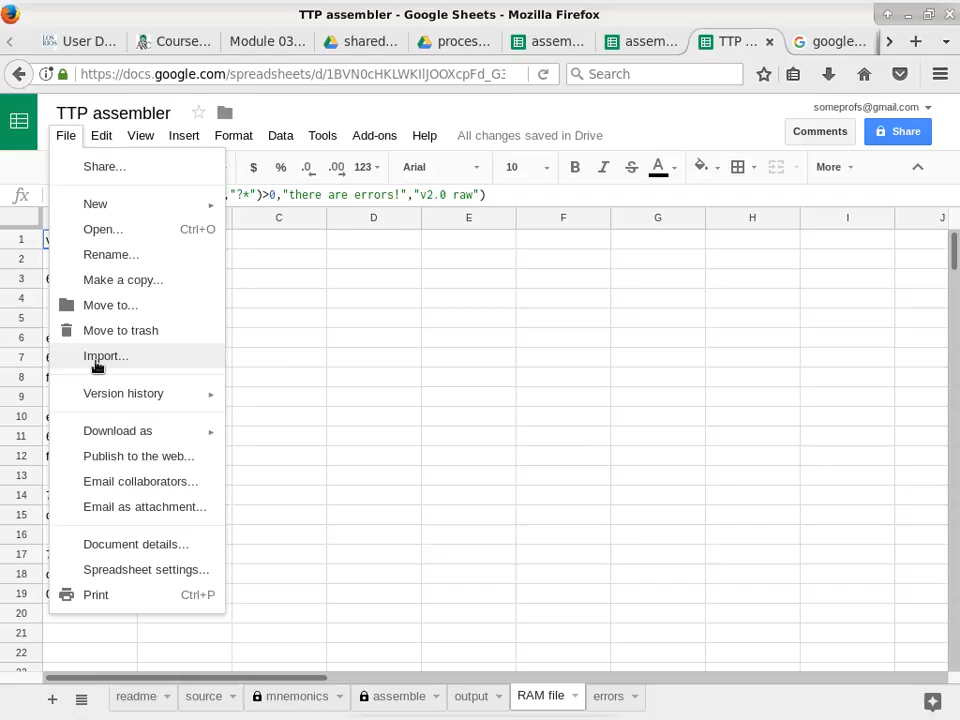 TTP assembler - Google Sheets - Mozilla Firefox
User D...
Course...
Module 03...
shared...
proces...
assem...
assem...
TTP ...
google...
https://docs.google.com/spreadsheets/d/1BVN0cHKLWKIlJOOXcpFd_G3
Search
TTP assembler
someprofs@gmail.com
File Edit View Insert Format Data Tools Add-ons Help All changes saved in Drive
Comments
Share
$ % .0 .00 123 Arial 10 B I S A More
fx ,"?*")>0,"there are errors!","v2.0 raw")
C D E F G H I J
1
2
3
4
5
6
7
8
9
10
11
12
13
14
15
16
17
18
19
20
21
22
Share...
New
Open... Ctrl+O
Rename...
Make a copy...
Move to...
Move to trash
Import...
Version history
Download as
Publish to the web...
Email collaborators...
Email as attachment...
Document details...
Spreadsheet settings...
Print Ctrl+P
readme source mnemonics assemble output RAM file errors